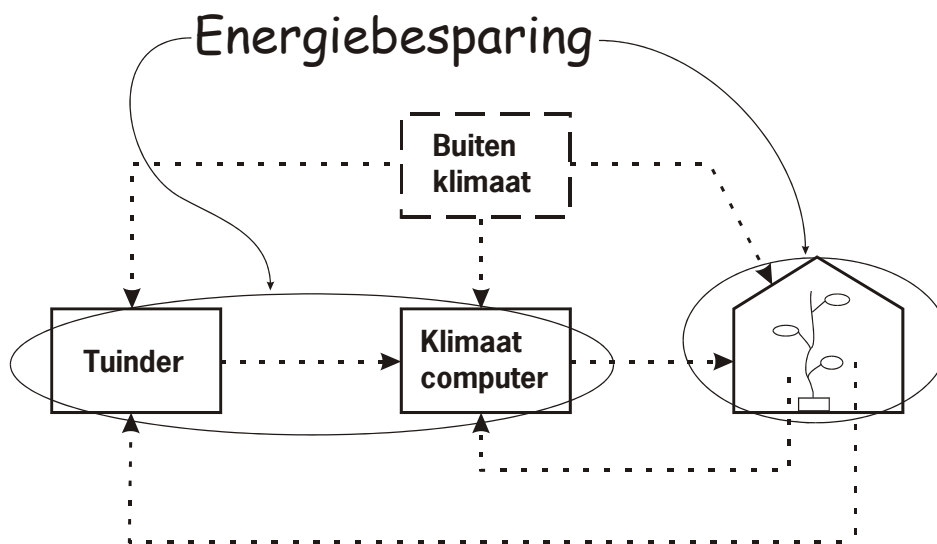 Energiebesparing
Buiten
klimaat
Tuinder
Klimaat
computer